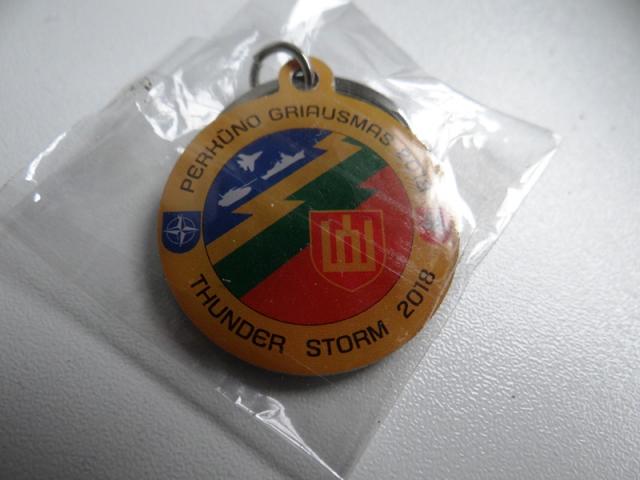 PERKŪNO GRIAUSMAS 2018
THUNDER STORM 2018